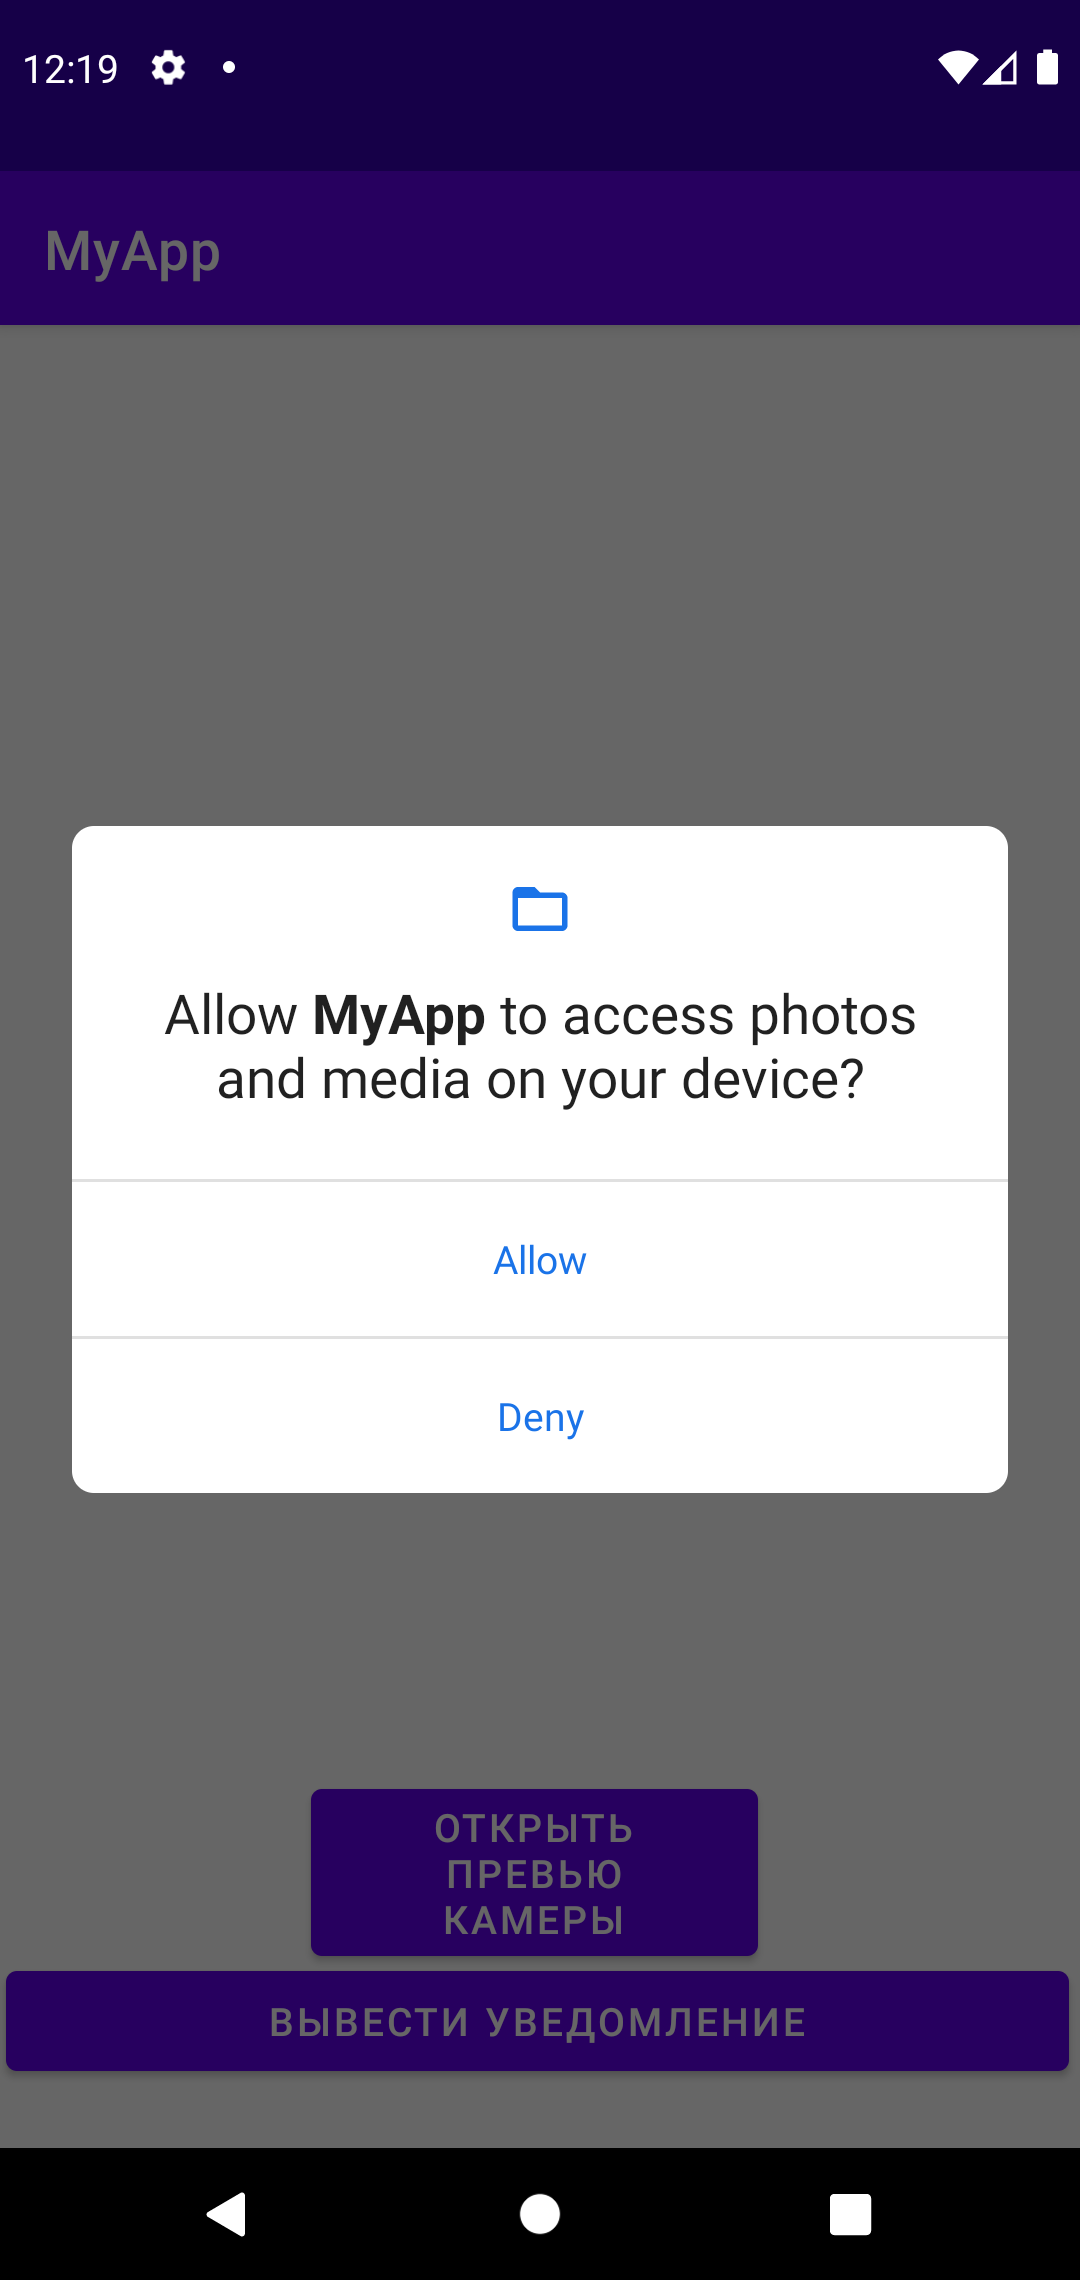 12:19
MyApp
Allow MyApp to access photos
and media on your device?
Allow
Deny
ОТКРЫТЬ
ПРЕВЬЮ
КАМЕРЫ
ВЫВЕСТИ УВЕДОМЛЕНИЕ